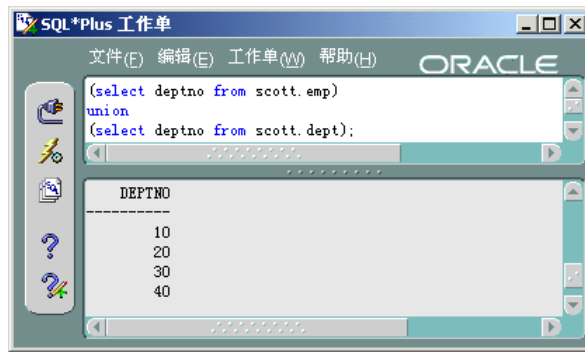 SQL*Plus 工作单
文件(F) 编辑(E) 工作单(W) 帮助(H) ORACLE
(select deptno from scott.emp)
union
(select deptno from scott.dept);
DEPTNO
----------
10
20
30
40